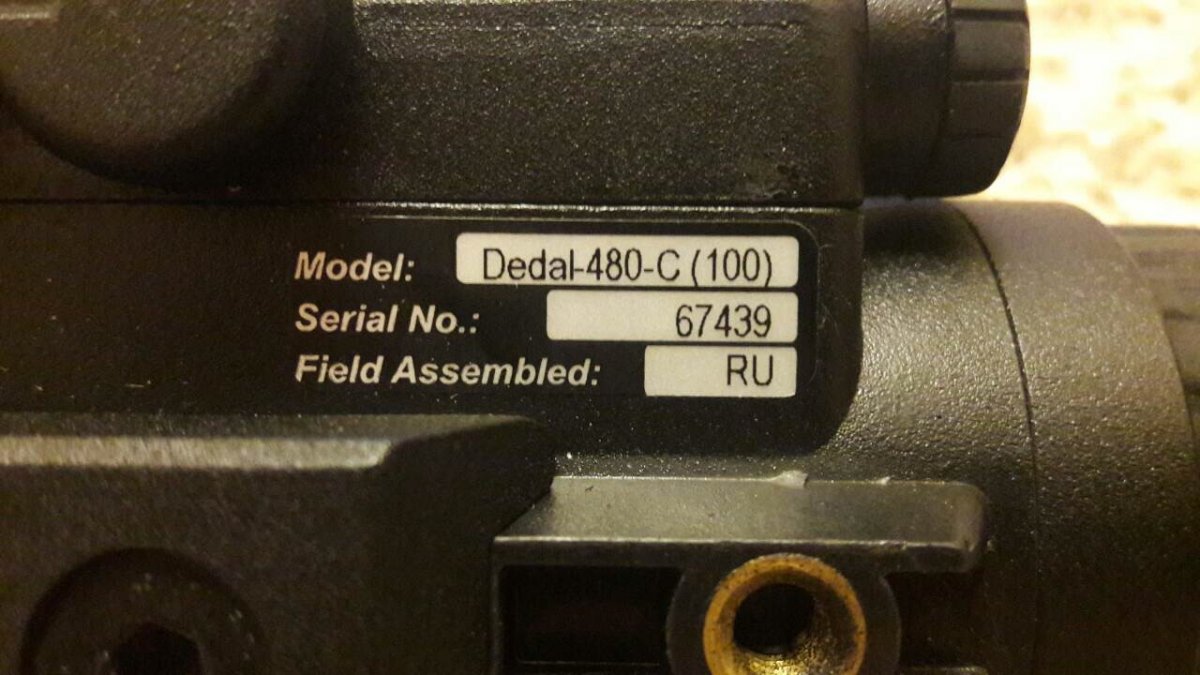 Model: Dedal-480-C (100)
Serial No.: 67439
Field Assembled: RU